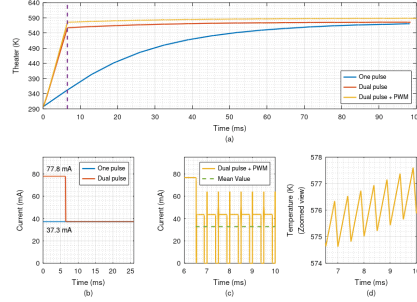 640
590
540
490
440
390
340
290
Theater (K)
0 10 20 30 40 50 60 70 80 90 100
Time (ms)
One pulse
Dual pulse
Dual pulse + PWM
(a)
80
60
40
20
0
Current (mA)
77.8 mA
37.3 mA
One pulse
Dual pulse
0 5 10 15 20 25
Time (ms)
(b)
80
60
40
20
0
Current (mA)
Dual pulse + PWM
Mean Value
6 7 8 9 10
Time (ms)
(c)
578
577
576
575
574
Temperature (K)
(Zoomed view)
7 8 9 10
Time (ms)
(d)